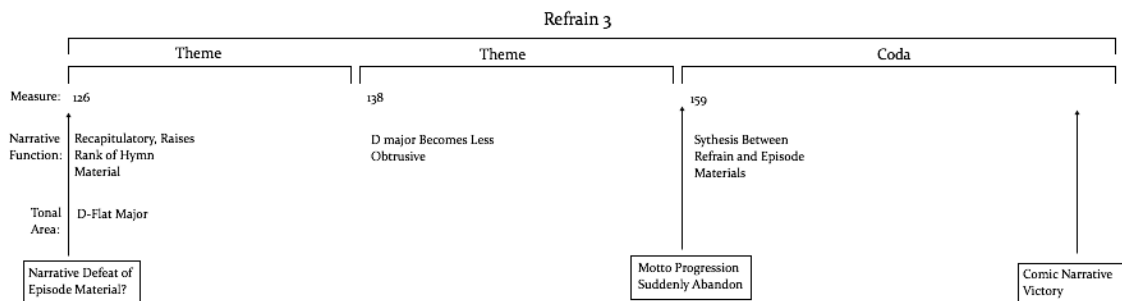 Refrain 3
Theme
Theme
Coda
Measure:
126
138
159
Narrative
Function:
Recapitulatory, Raises
Rank of Hymn
Material
D major Becomes Less
Obtrusive
Sythesis Between
Refrain and Episode
Materials
Tonal
Area:
D-Flat Major
Narrative Defeat of
Episode Material?
Motto Progression
Suddenly Abandon
Comic Narrative
Victory